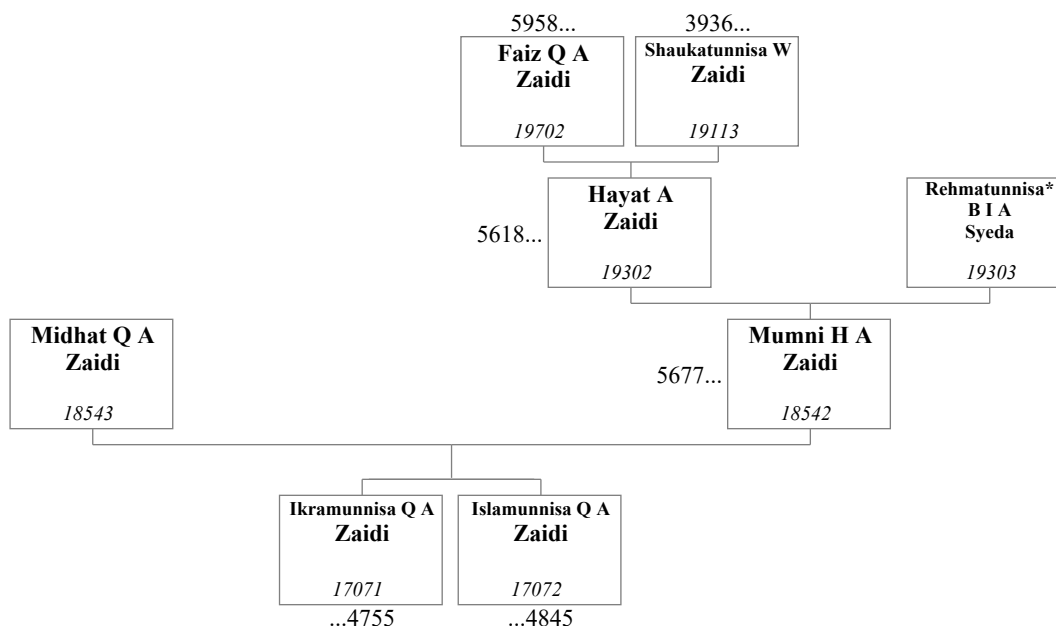 5958...
3936...
Faiz Q A
Zaidi
19702
Shaukatunnisa W
Zaidi
19113
5618...
Hayat A
Zaidi
19302
Rehmatunnisa*
B I A
Syeda
19303
Midhat Q A
Zaidi
18543
5677...
Mumni H A
Zaidi
18542
Ikramunnisa Q A
Zaidi
17071
Islamunnisa Q A
Zaidi
17072
...4755
...4845